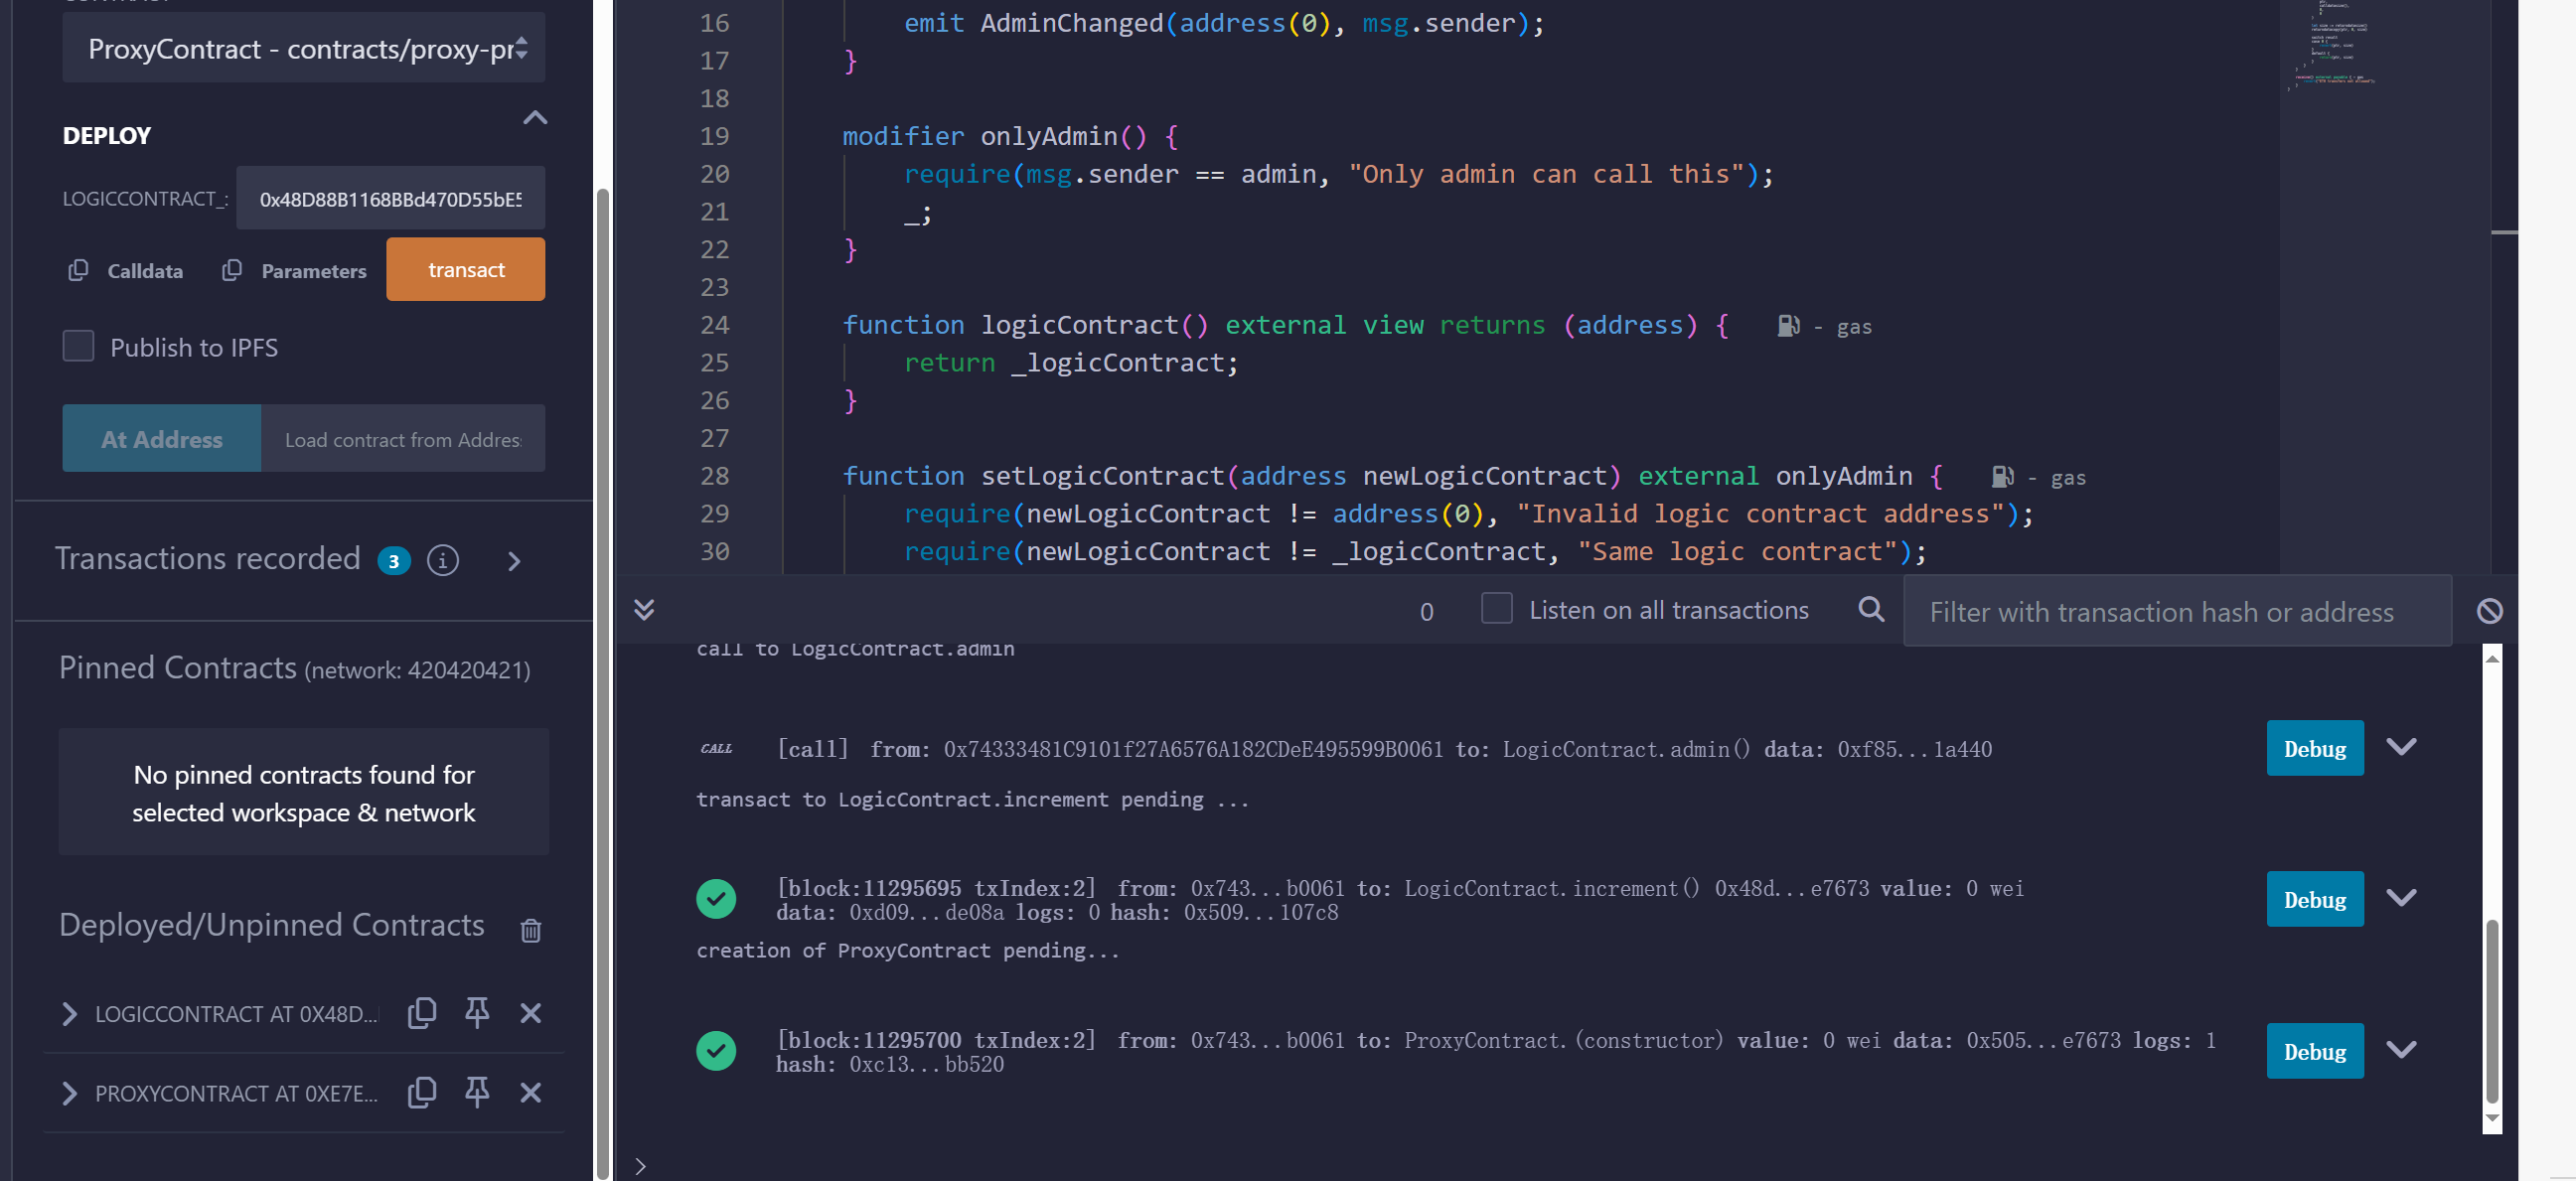 ProxyContract - contracts/proxy-pr
DEPLOY
LOGICCONTRACT_:
0x48D88B1168BBd470D55bE5
Calldata
Parameters
transact
Publish to IPFS
At Address
Load contract from Address
Transactions recorded 3 i
Pinned Contracts (network: 420420421)
No pinned contracts found for
selected workspace & network
Deployed/Unpinned Contracts
LOGICCONTRACT AT 0X48D...
PROXYCONTRACT AT 0XE7E...
16 emit AdminChanged(address(0), msg.sender);
17 }
18
19 modifier onlyAdmin() {
20 require(msg.sender == admin, "Only admin can call this");
21 _;
22 }
23
24 function logicContract() external view returns (address) { - gas
25 return _logicContract;
26 }
27
28 function setLogicContract(address newLogicContract) external onlyAdmin { - gas
29 require(newLogicContract != address(0), "Invalid logic contract address");
30 require(newLogicContract != _logicContract, "Same logic contract");
0
Listen on all transactions
Filter with transaction hash or address
call to LogicContract.admin
CALL [call] from: 0x74333481C9101f27A6576A182CDeE495599B0061 to: LogicContract.admin() data: 0xf85...1a440
Debug
transact to LogicContract.increment pending ...
[block:11295695 txIndex:2] from: 0x743...b0061 to: LogicContract.increment() 0x48d...e7673 value: 0 wei
data: 0xd09...de08a logs: 0 hash: 0x509...107c8
Debug
creation of ProxyContract pending...
[block:11295700 txIndex:2] from: 0x743...b0061 to: ProxyContract.(constructor) value: 0 wei data: 0x505...e7673 logs: 1
hash: 0xc13...bb520
Debug
>